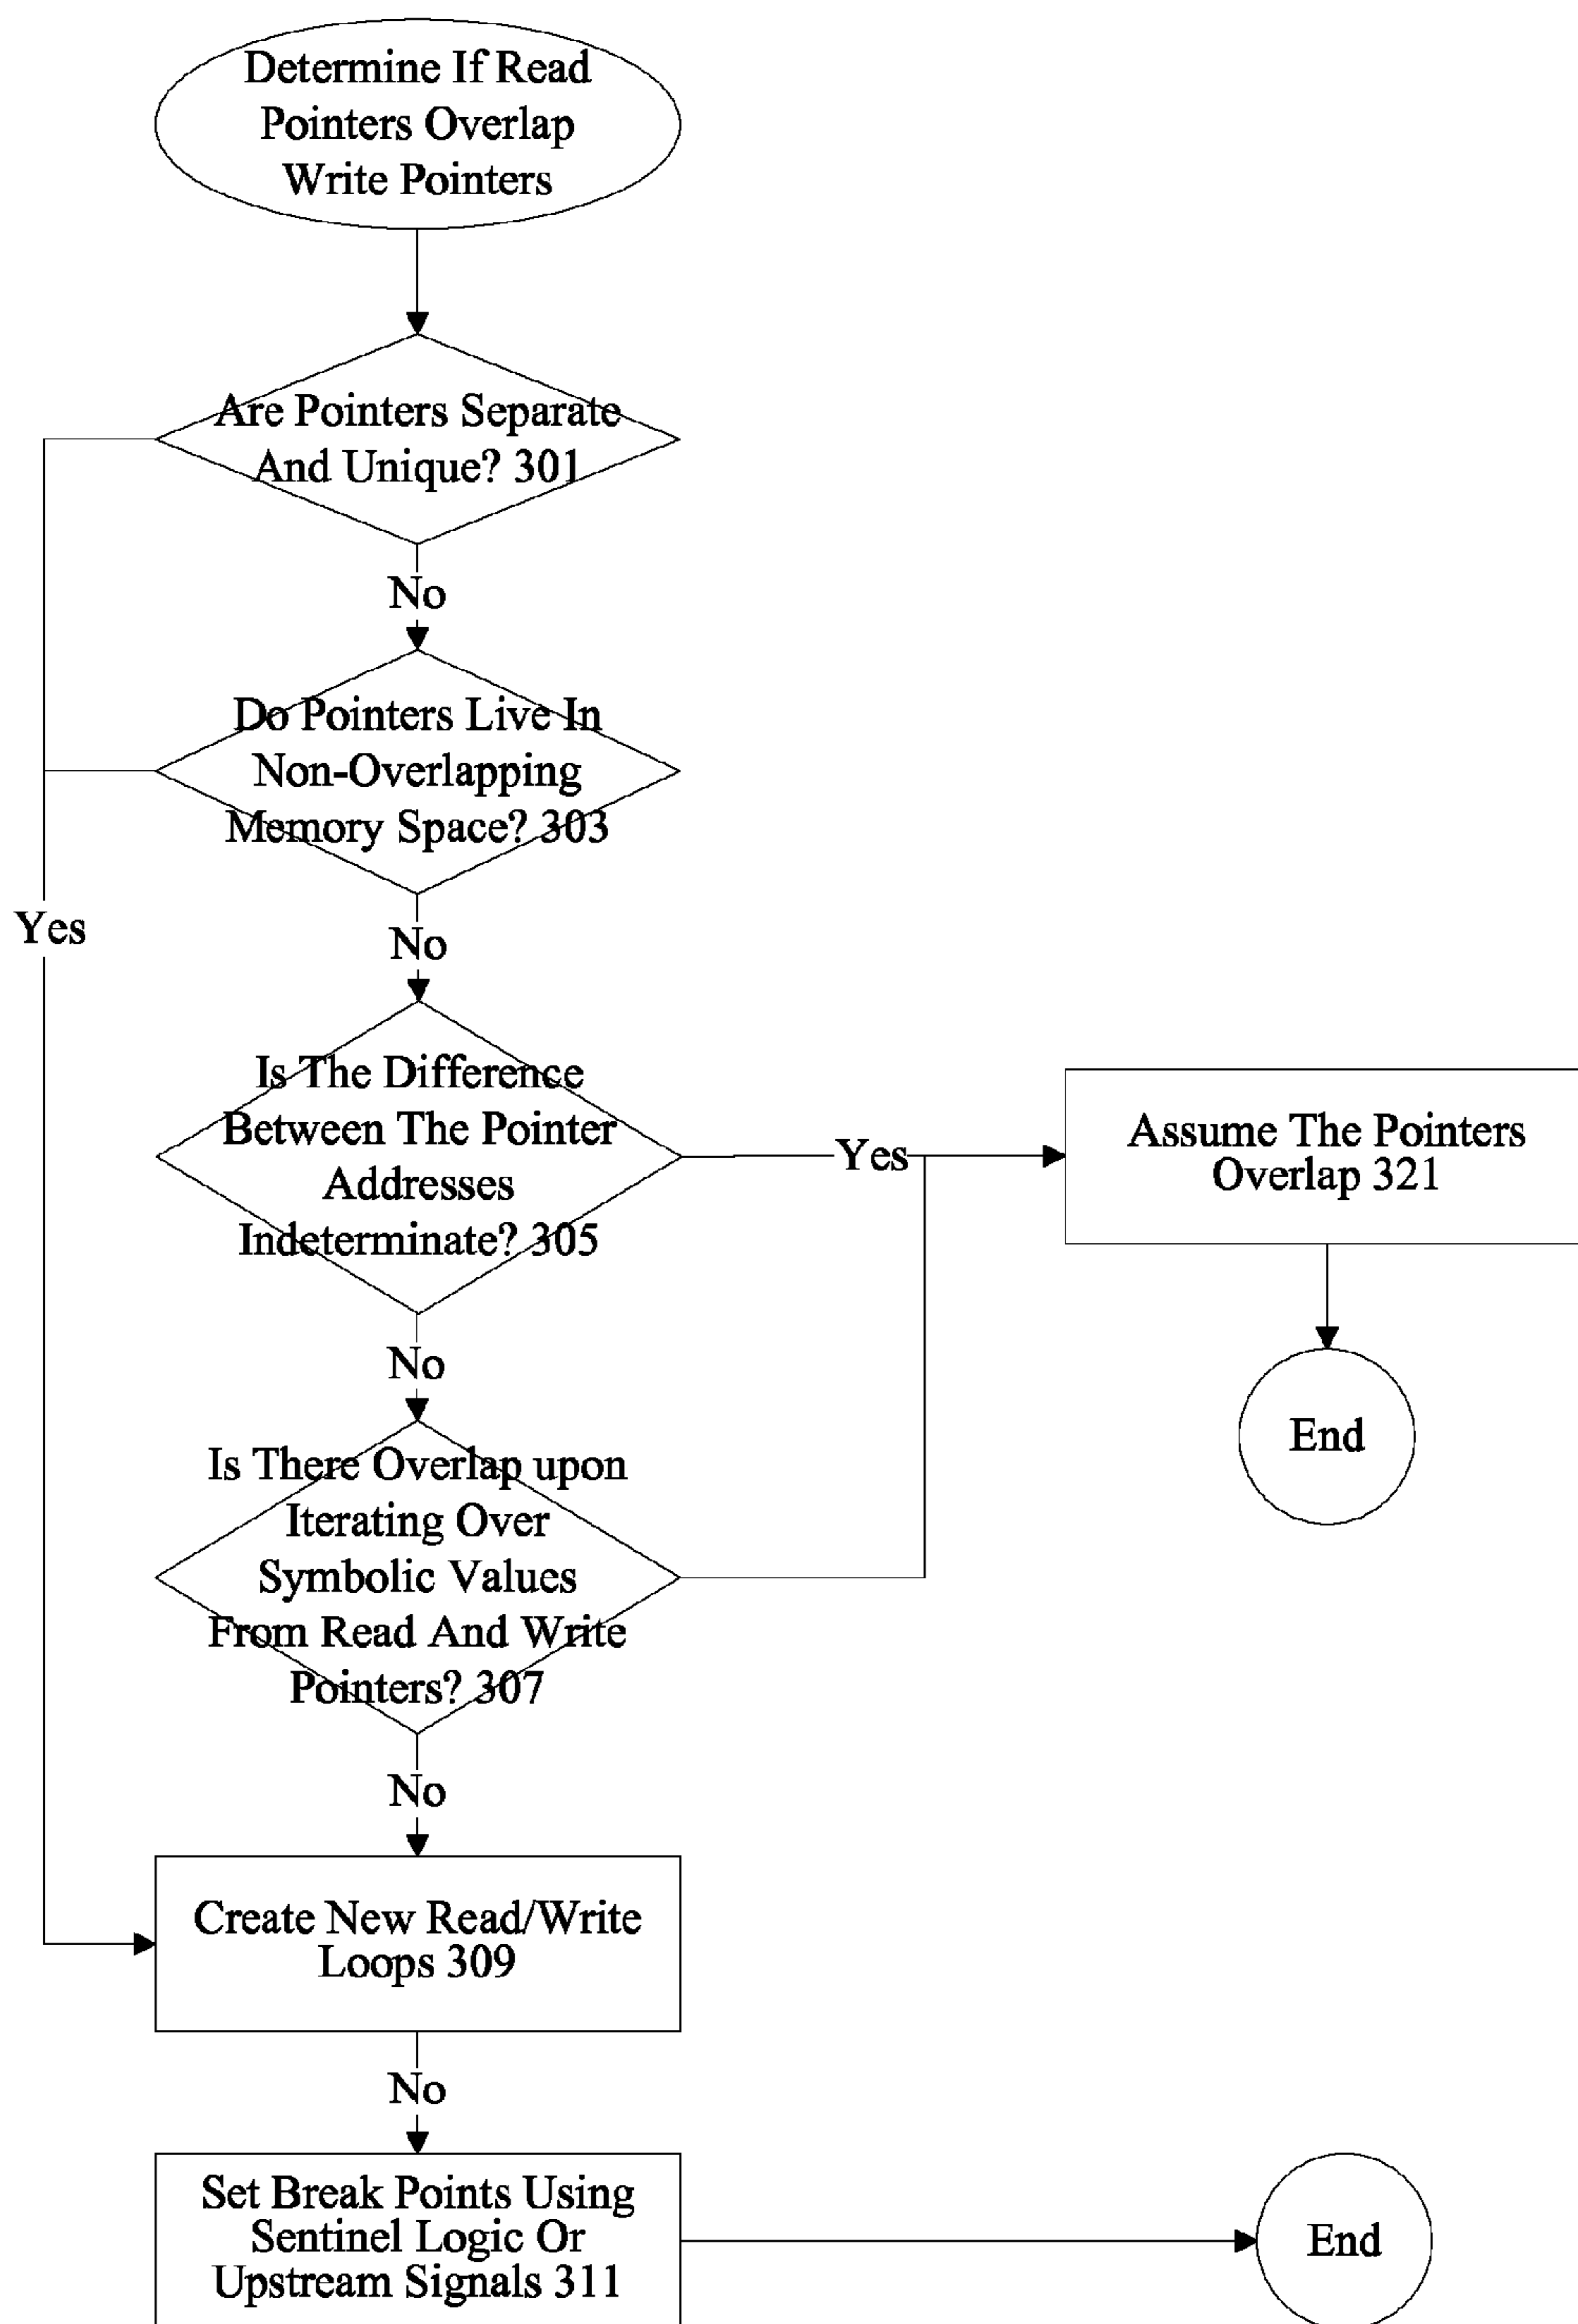 Determine If Read
Pointers Overlap
Write Pointers
Are Pointers Separate
And Unique? 301
No
Do Pointers Live In
Non-Overlapping
Memory Space? 303
Yes
No
Is The Difference
Between The Pointer
Addresses
Indeterminate? 305
Yes
Assume The Pointers
Overlap 321
No
End
Is There Overlap upon
Iterating Over
Symbolic Values
From Read And Write
Pointers? 307
No
Create New Read/Write
Loops 309
No
Set Break Points Using
Sentinel Logic Or
Upstream Signals 311
End